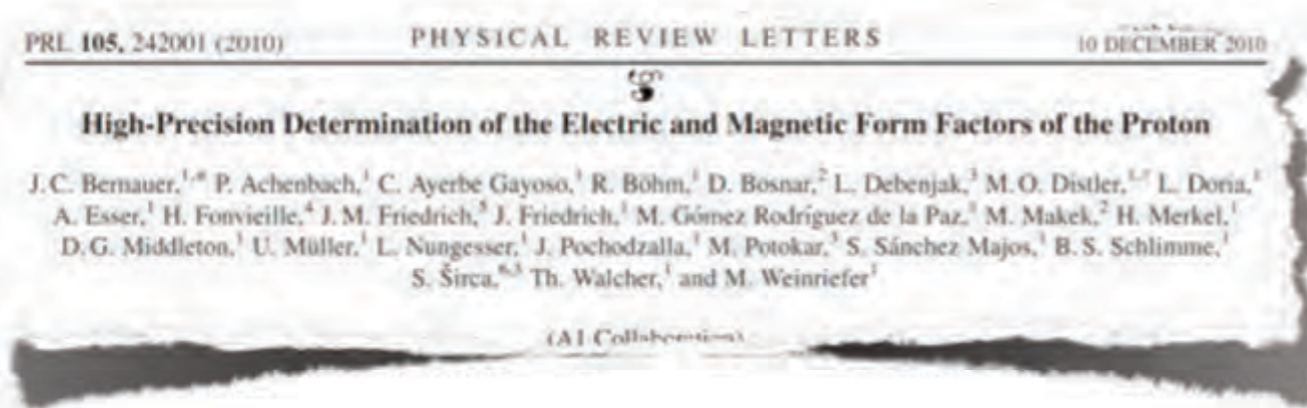 PRL 105, 242001 (2010) PHYSICAL REVIEW LETTERS 10 DECEMBER 2010
High-Precision Determination of the Electric and Magnetic Form Factors of the Proton
J. C. Bernauer,¹,* P. Achenbach,¹ C. Ayerbe Gayoso,¹ R. Böhm,¹ D. Bosnar,² L. Debenjak,³ M. O. Distler,¹,† L. Doria,¹
A. Esser,¹ H. Fonvieille,⁴ J. M. Friedrich,⁵ J. Friedrich,¹ M. Gómez Rodríguez de la Paz,¹ M. Makek,² H. Merkel,¹
D. G. Middleton,¹ U. Müller,¹ L. Nungesser,¹ J. Pochodzalla,¹ M. Potokar,³ S. Sánchez Majos,¹ B. S. Schlimme,¹
S. Širca,⁶,³ Th. Walcher,¹ and M. Weinriefer¹
(A1 Collaboration)